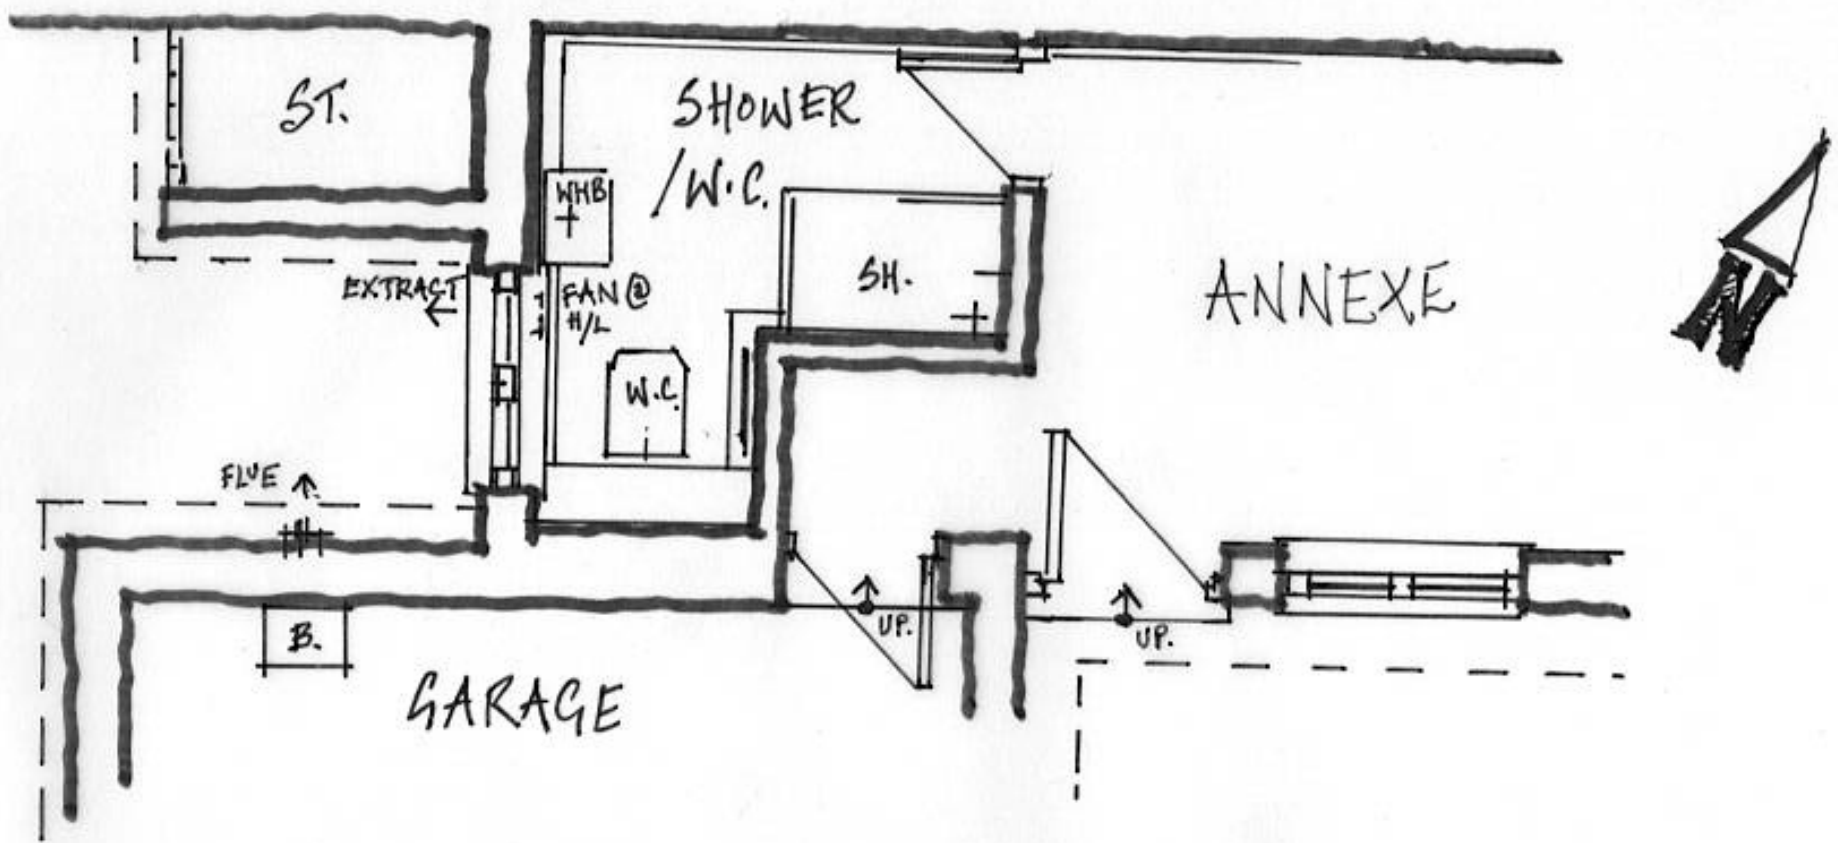 ST.
SHOWER
/W.C.
WHB
EXTRACT
FAN @
H/L
SH.
ANNEXE
N
W.C.
FLUE
UP.
UP.
B.
GARAGE